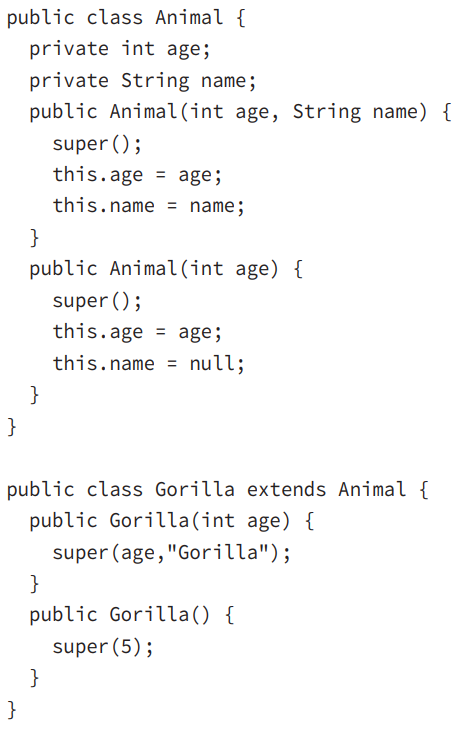 public class Animal {
  private int age;
  private String name;
  public Animal(int age, String name) {
    super();
    this.age = age;
    this.name = name;
  }
  public Animal(int age) {
    super();
    this.age = age;
    this.name = null;
  }
}

public class Gorilla extends Animal {
  public Gorilla(int age) {
    super(age,"Gorilla");
  }
  public Gorilla() {
    super(5);
  }
}